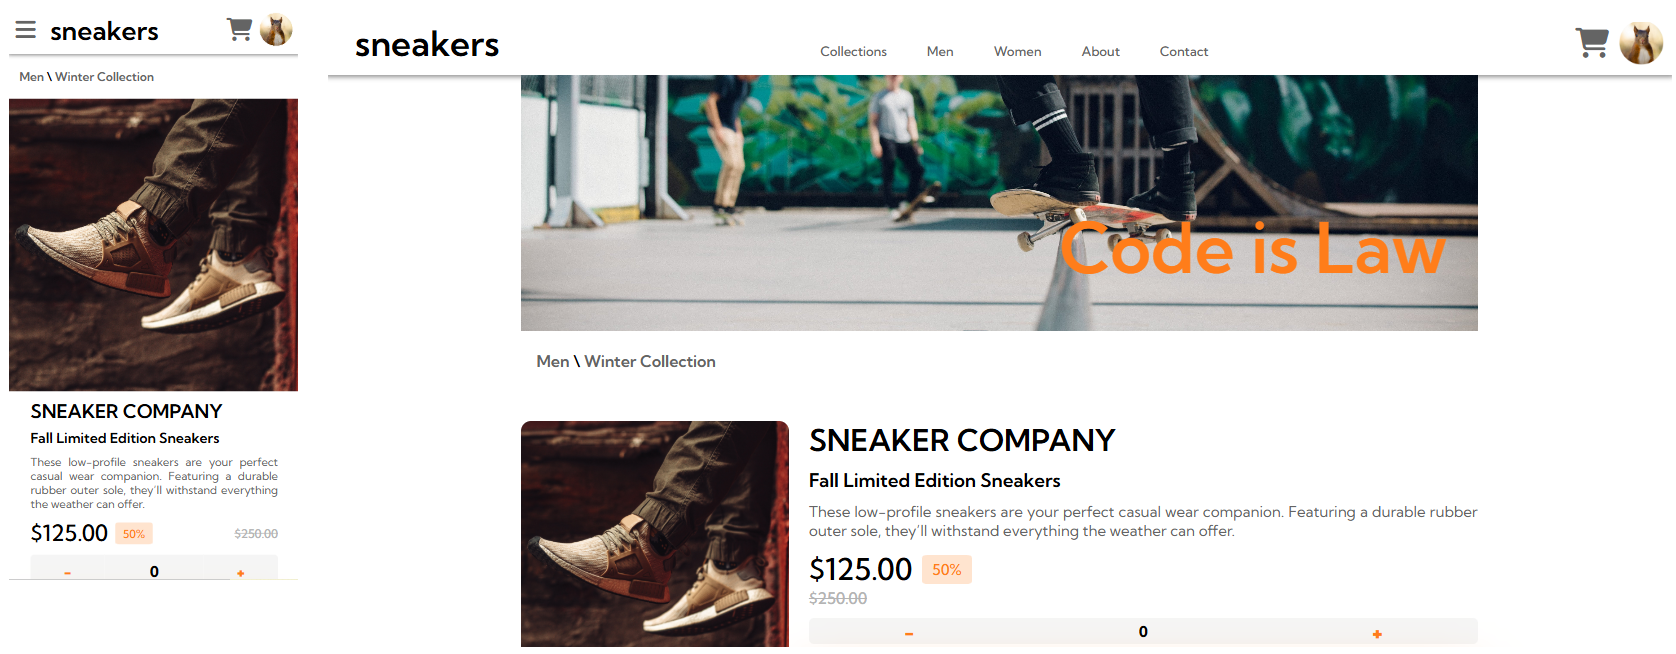 sneakers
Men \ Winter Collection
SNEAKER COMPANY
Fall Limited Edition Sneakers
These low-profile sneakers are your perfect
casual wear companion. Featuring a durable
rubber outer sole, they'll withstand everything
the weather can offer.
$125.00 50% $250.00
- 0 +
sneakers Collections Men Women About Contact
Code is Law
Men \ Winter Collection
SNEAKER COMPANY
Fall Limited Edition Sneakers
These low-profile sneakers are your perfect casual wear companion. Featuring a durable rubber
outer sole, they'll withstand everything the weather can offer.
$125.00 50%
$250.00
- 0 +